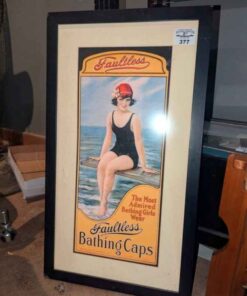 377
Faultless
The Most
Admired
Bathing Girls
Wear
Faultless
Bathing Caps